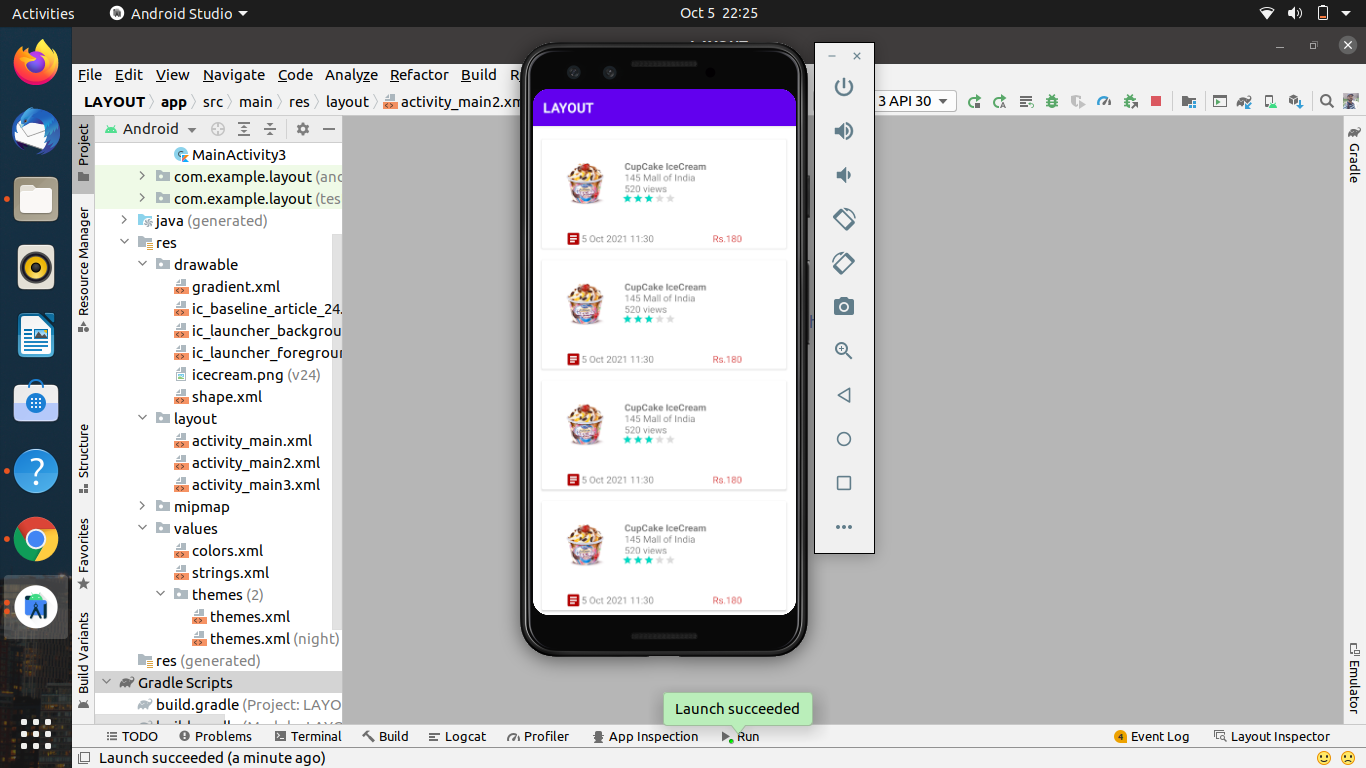 Activities
Android Studio
Oct 5 22:25
File Edit View Navigate Code Analyze Refactor Build
LAYOUT app src main res layout activity_main2.xm
3 API 30
Project
Resource Manager
Structure
Favorites
Build Variants
Android
MainActivity3
com.example.layout (and
com.example.layout (tes
java (generated)
res
drawable
gradient.xml
ic_baseline_article_24.
ic_launcher_backgrou
ic_launcher_foregroun
icecream.png (v24)
shape.xml
layout
activity_main.xml
activity_main2.xml
activity_main3.xml
mipmap
values
colors.xml
strings.xml
themes (2)
themes.xml
themes.xml (night)
res (generated)
Gradle Scripts
build.gradle (Project: LAYO
LAYOUT
CupCake IceCream
145 Mall of India
520 views
5 Oct 2021 11:30 Rs.180
CupCake IceCream
145 Mall of India
520 views
5 Oct 2021 11:30 Rs.180
CupCake IceCream
145 Mall of India
520 views
5 Oct 2021 11:30 Rs.180
CupCake IceCream
145 Mall of India
520 views
5 Oct 2021 11:30 Rs.180
Gradle
Emulator
Launch succeeded
TODO Problems Terminal Build Logcat Profiler App Inspection Run 4 Event Log Layout Inspector
Launch succeeded (a minute ago)